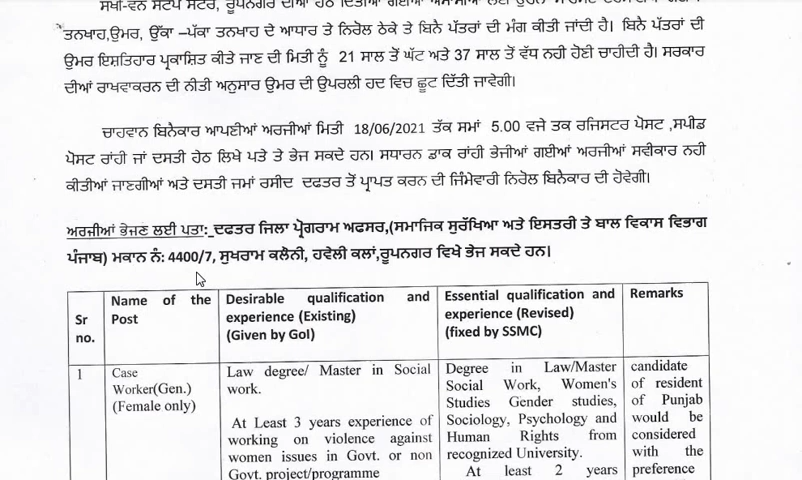 ਸਖੀ-ਵਨ ਸਟਾਪ ਸੈਂਟਰ, ਰੂਪਨਗਰ ਦੀਆਂ ਹੇਠ ਦਿੱਤੀਆਂ ਗਈਆਂ
ਤਨਖਾਹ,ਉਮਰ, ਉੱਕਾ –ਪੱਕਾ ਤਨਖਾਹ ਦੇ ਆਧਾਰ ਤੇ ਨਿਰੋਲ ਠੇਕੇ ਤੇ ਬਿਨੈ ਪੱਤਰਾਂ ਦੀ ਮੰਗ ਕੀਤੀ ਜਾਂਦੀ ਹੈ। ਬਿਨੈ ਪੱਤਰਾਂ ਦੀ
ਉਮਰ ਇਸ਼ਤਿਹਾਰ ਪ੍ਰਕਾਸ਼ਿਤ ਕੀਤੇ ਜਾਣ ਦੀ ਮਿਤੀ ਨੂੰ 21 ਸਾਲ ਤੋਂ ਘੱਟ ਅਤੇ 37 ਸਾਲ ਤੋਂ ਵੱਧ ਨਹੀ ਹੋਣੀ ਚਾਹੀਦੀ ਹੈ। ਸਰਕਾਰ
ਦੀਆਂ ਰਾਖਵਾਕਰਨ ਦੀ ਨੀਤੀ ਅਨੁਸਾਰ ਉਮਰ ਦੀ ਉਪਰਲੀ ਹਦ ਵਿਚ ਛੂਟ ਦਿੱਤੀ ਜਾਵੇਗੀ।
ਚਾਹਵਾਨ ਬਿਨੈਕਾਰ ਆਪਣੀਆਂ ਅਰਜੀਆਂ ਮਿਤੀ 18/06/2021 ਤੱਕ ਸਮਾਂ 5.00 ਵਜੇ ਤਕ ਰਜਿਸਟਰ ਪੋਸਟ ,ਸਪੀਡ
ਪੋਸਟ ਰਾਂਹੀ ਜਾਂ ਦਸਤੀ ਹੇਠ ਲਿਖੇ ਪਤੇ ਤੇ ਭੇਜ ਸਕਦੇ ਹਨ। ਸਧਾਰਨ ਡਾਕ ਰਾਂਹੀ ਭੇਜੀਆਂ ਗਈਆਂ ਅਰਜੀਆਂ ਸਵੀਕਾਰ ਨਹੀ
ਕੀਤੀਆਂ ਜਾਣਗੀਆਂ ਅਤੇ ਦਸਤੀ ਜਮਾਂ ਰਸੀਦ ਦਫਤਰ ਤੋਂ ਪ੍ਰਾਪਤ ਕਰਨ ਦੀ ਜਿੰਮੇਵਾਰੀ ਨਿਰੋਲ ਬਿਨੈਕਾਰ ਦੀ ਹੋਵੇਗੀ।
ਅਰਜੀਆਂ ਭੇਜਣ ਲਈ ਪਤਾ: ਦਫਤਰ ਜਿਲਾ ਪ੍ਰੋਗਰਾਮ ਅਫਸਰ,(ਸਮਾਜਿਕ ਸੁਰੱਖਿਆ ਅਤੇ ਇਸਤਰੀ ਤੇ ਬਾਲ ਵਿਕਾਸ ਵਿਭਾਗ
ਪੰਜਾਬ) ਮਕਾਨ ਨੰ: 4400/7, ਸੁਖਰਾਮ ਕਲੋਨੀ, ਹਵੇਲੀ ਕਲਾਂ,ਰੂਪਨਗਰ ਵਿਖੇ ਭੇਜ ਸਕਦੇ ਹਨ।
Sr
no.
Name of the
Post
Desirable qualification and
experience (Existing)
(Given by GoI)
Essential qualification and
experience (Revised)
(fixed by SSMC)
Remarks
1
Case
Worker(Gen.)
(Female only)
Law degree/ Master in Social
work.
At Least 3 years experience of
working on violence against
women issues in Govt. or non
Govt. project/programme
Degree in Law/Master
Social Work, Women's
Studies Gender studies,
Sociology, Psychology and
Human Rights from
recognized University.
At least 2 years
candidate
of resident
of Punjab
would be
considered
with the
preference